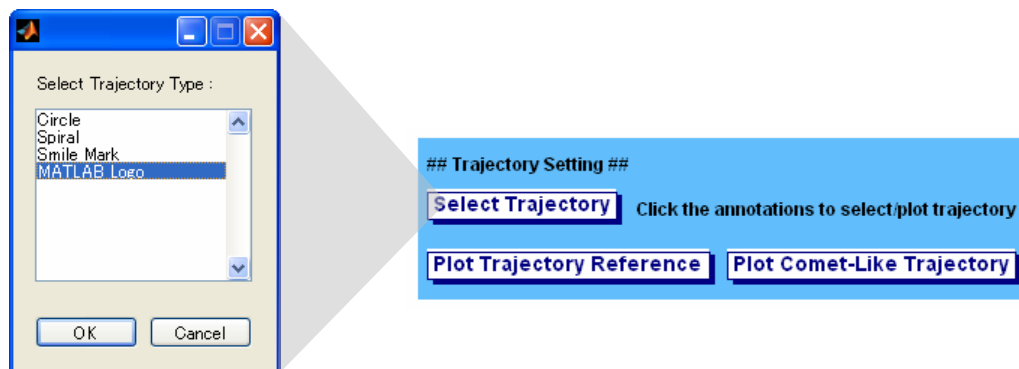 Select Trajectory Type :
Circle
Spiral
Smile Mark
MATLAB Logo
OK
Cancel
## Trajectory Setting ##
Select Trajectory
Click the annotations to select/plot trajectory
Plot Trajectory Reference
Plot Comet-Like Trajectory